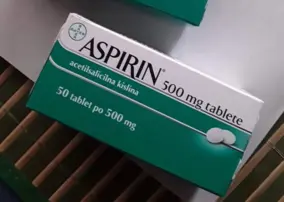 BAYER
ASPIRIN® 500 mg tablete
acetilsalicilna kislina
50 tablet po 500 mg